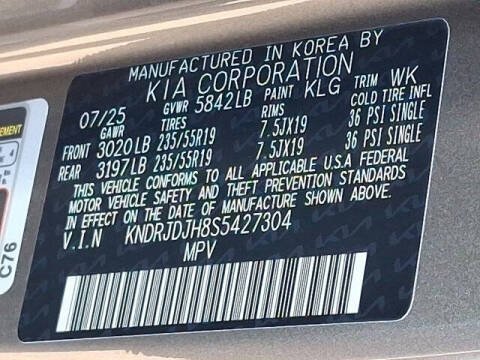 MANUFACTURED IN KOREA BY
KIA CORPORATION
07/25 GVWR 5842LB PAINT KLG TRIM WK
GAWR TIRES RIMS COLD TIRE INFL
FRONT 3020LB 235/55R19 7.5JX19 36 PSI SINGLE
REAR 3197LB 235/55R19 7.5JX19 36 PSI SINGLE
THIS VEHICLE CONFORMS TO ALL APPLICABLE U.S.A FEDERAL
MOTOR VEHICLE SAFETY AND THEFT PREVENTION STANDARDS
IN EFFECT ON THE DATE OF MANUFACTURE SHOWN ABOVE.
V.I.N KNDRJDJH8S5427304
MPV
C76